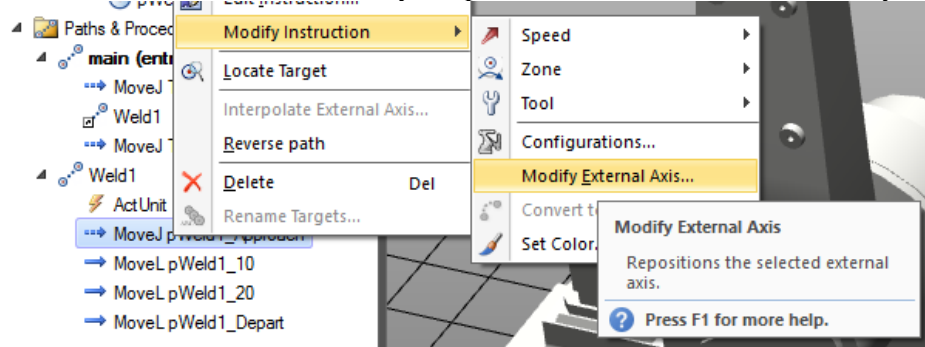 Paths & Proced
Modify Instruction
Speed
main (entr
Locate Target
Zone
MoveJ
Interpolate External Axis...
Tool
Weld1
MoveJ
Reverse path
Configurations...
Weld1
Delete Del
Modify External Axis...
ActUnit
Rename Targets...
Convert to
MoveJ pWeld1_Approach
Set Color.
Modify External Axis
MoveL pWeld1_10
Repositions the selected external
axis.
MoveL pWeld1_20
MoveL pWeld1_Depart
Press F1 for more help.